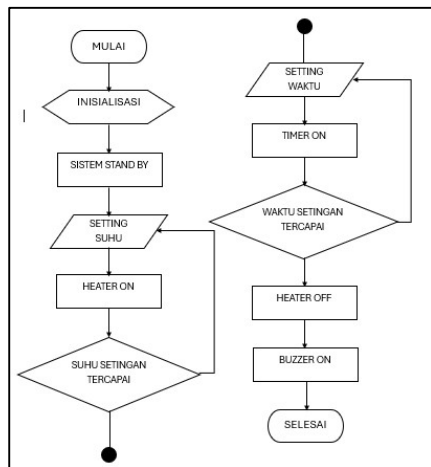 MULAI
INISIALISASI
SISTEM STAND BY
SETTING
SUHU
HEATER ON
SUHU SETINGAN
TERCAPAI
SETTING
WAKTU
TIMER ON
WAKTU SETINGAN
TERCAPAI
HEATER OFF
BUZZER ON
SELESAI